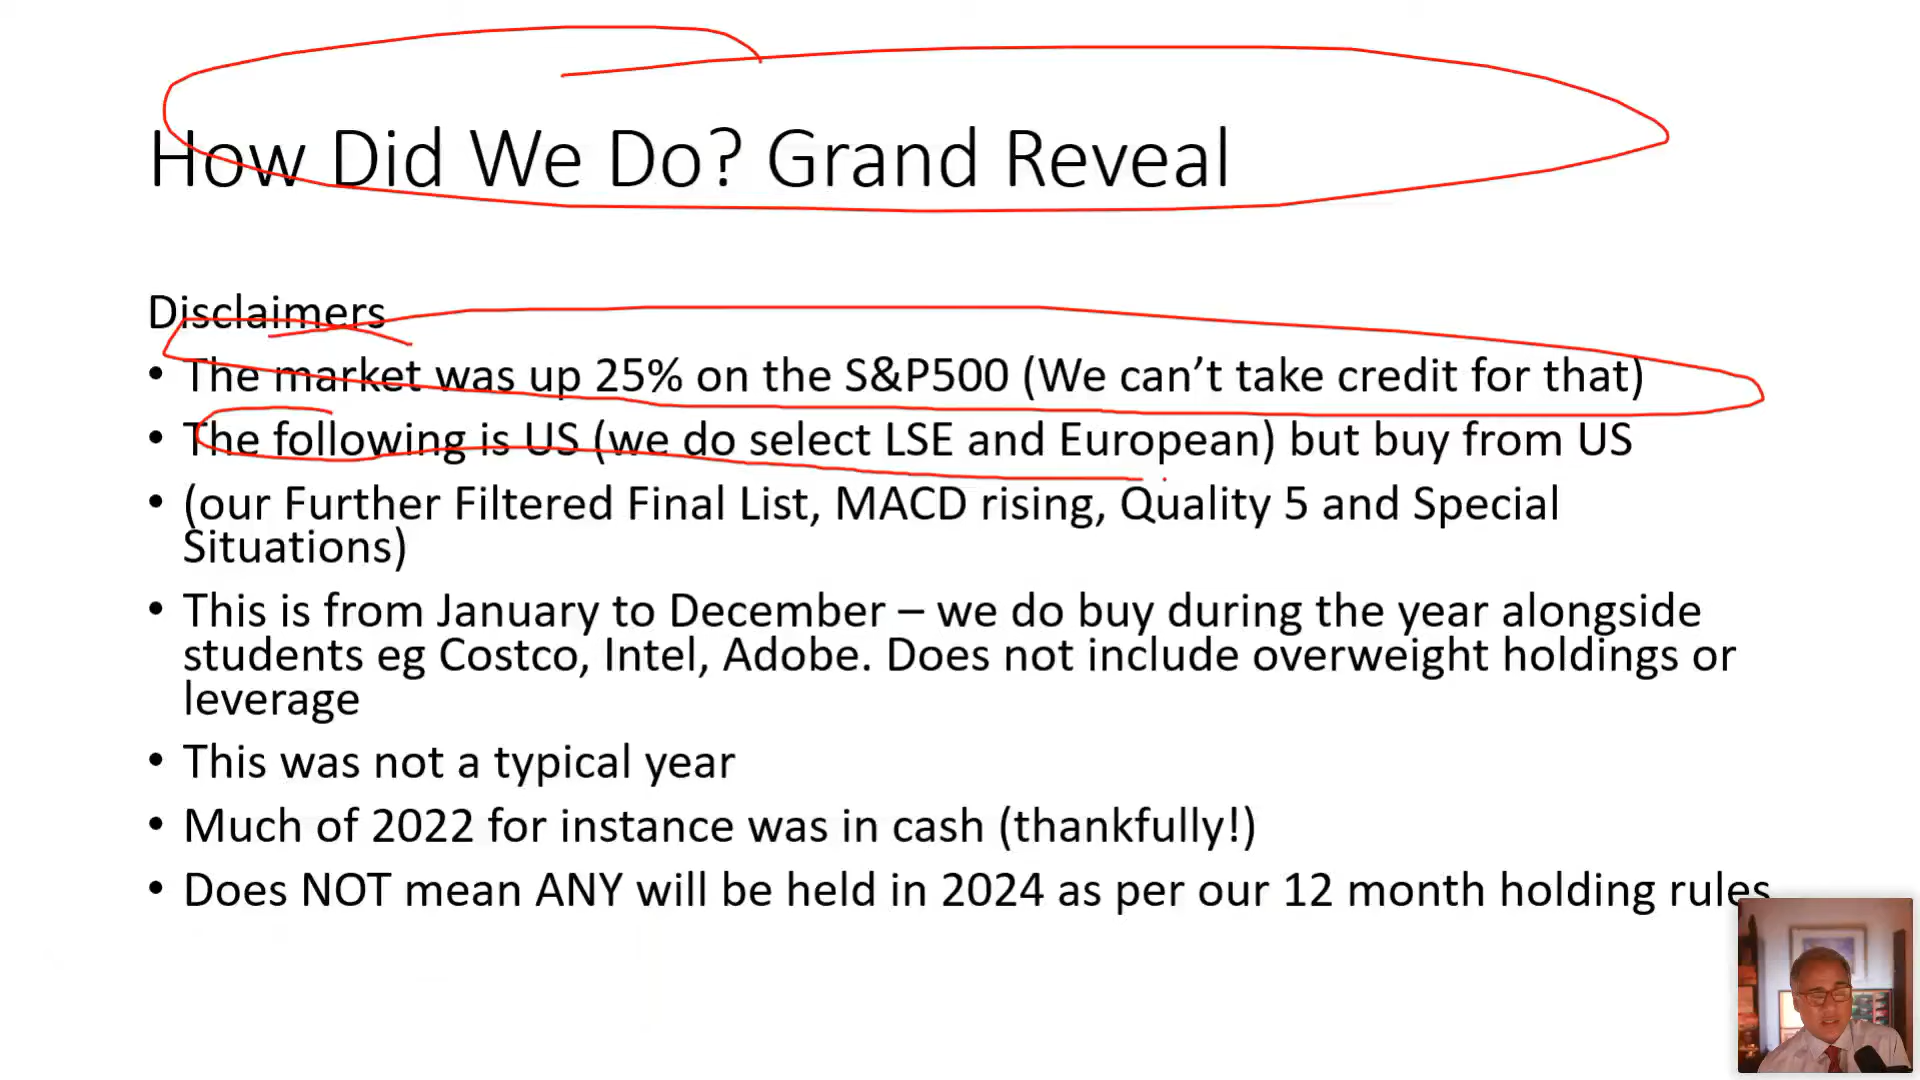 How Did We Do? Grand Reveal
Disclaimers
• The market was up 25% on the S&P500 (We can’t take credit for that)
• The following is US (we do select LSE and European) but buy from US
• (our Further Filtered Final List, MACD rising, Quality 5 and Special
Situations)
• This is from January to December – we do buy during the year alongside
students eg Costco, Intel, Adobe. Does not include overweight holdings or
leverage
• This was not a typical year
• Much of 2022 for instance was in cash (thankfully!)
• Does NOT mean ANY will be held in 2024 as per our 12 month holding rules